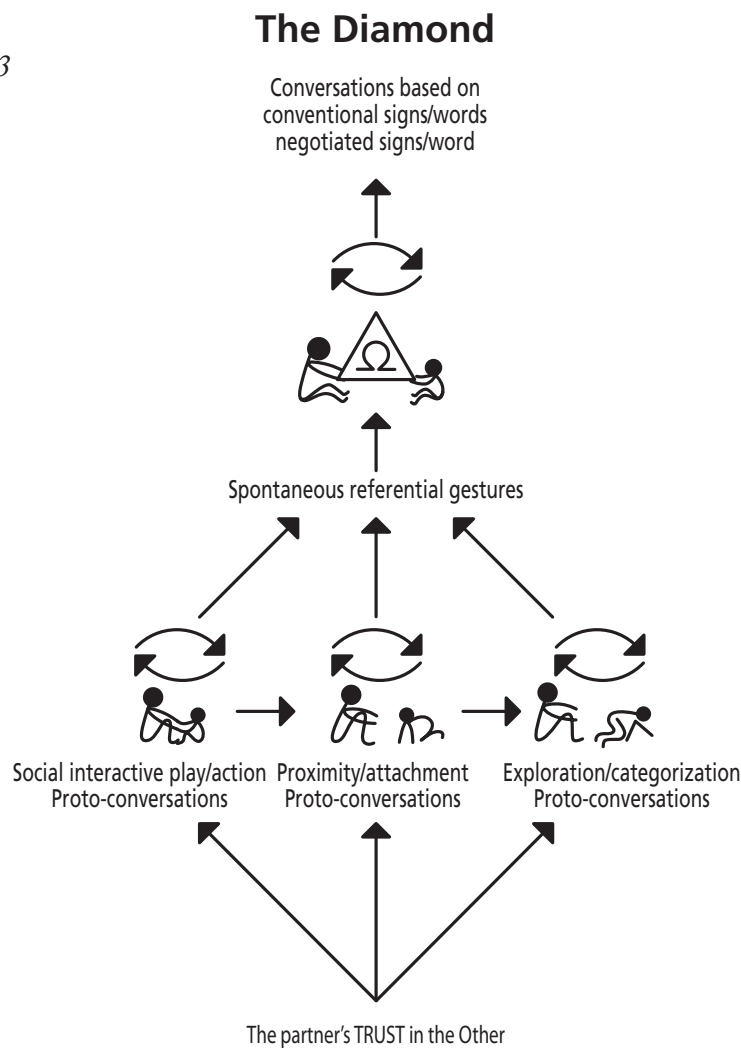 The Diamond
3
Conversations based on
conventional signs/words
negotiated signs/word
Ω
Spontaneous referential gestures
Social interactive play/action
Proto-conversations
Proximity/attachment
Proto-conversations
Exploration/categorization
Proto-conversations
The partner's TRUST in the Other